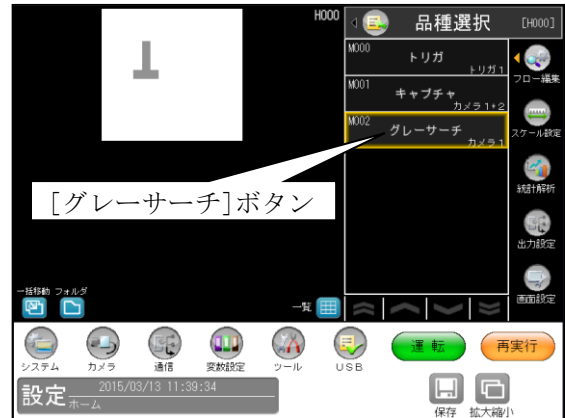 H000
品種選択
[H000]
M000
トリガ
トリガ1
M001
キャプチャ
カメラ1+2
M002
グレーサーチ
カメラ1
フロー編集
スケール設定
統計解析
出力設定
画面設定
[グレーサーチ]ボタン
一括移動 フォルダ
一覧
システム
カメラ
通信
変数設定
ツール
USB
運転
再実行
設定
2015/03/13 11:39:34
ホーム
保存
拡大縮小